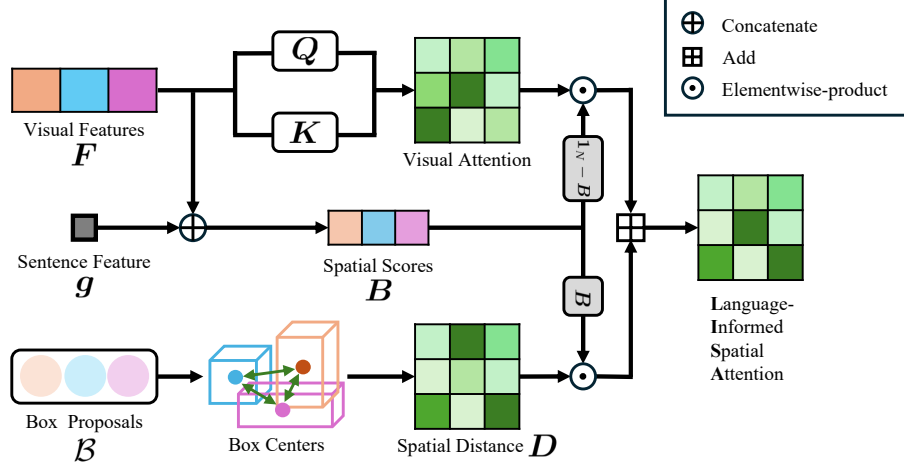 Concatenate
Add
Elementwise-product
Visual Features
F
Q
K
Visual Attention
1_N − B
Sentence Feature
g
Spatial Scores
B
B
Language-
Informed
Spatial
Attention
Box Proposals
ℬ
Box Centers
Spatial Distance D